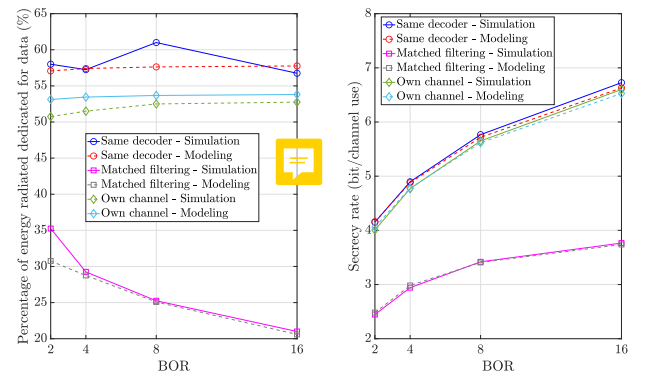 Percentage of energy radiated dedicated for data (%)
65
60
55
50
45
40
35
30
25
20
2
4
8
16
BOR
Same decoder - Simulation
Same decoder - Modeling
Matched filtering - Simulation
Matched filtering - Modeling
Own channel - Simulation
Own channel - Modeling
Secrecy rate (bit/channel use)
8
7
6
5
4
3
2
2
4
8
16
BOR
Same decoder - Simulation
Same decoder - Modeling
Matched filtering - Simulation
Matched filtering - Modeling
Own channel - Simulation
Own channel - Modeling